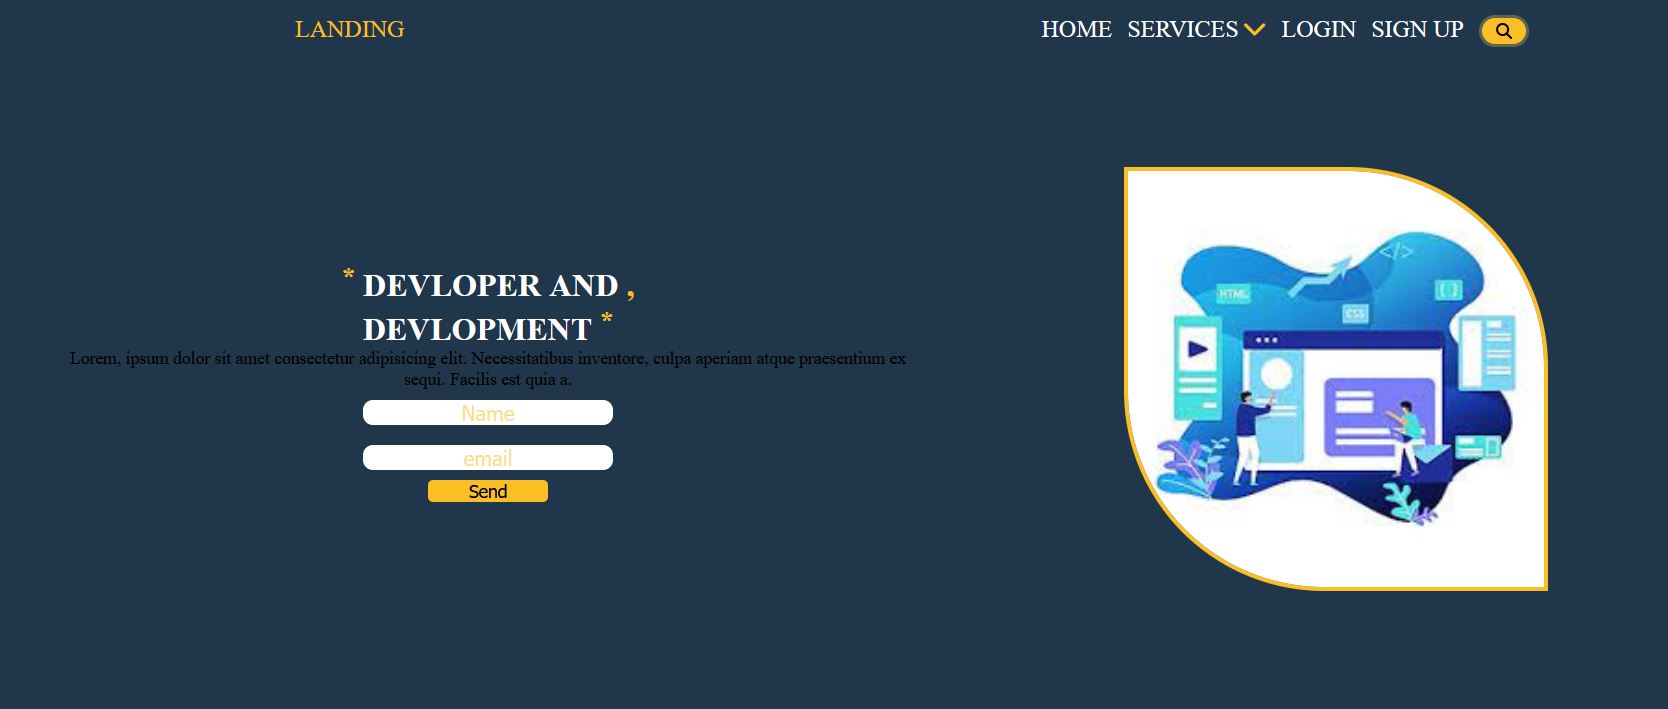 LANDING
HOME SERVICES LOGIN SIGN UP
* DEVLOPER AND ,
DEVLOPMENT *
Lorem, ipsum dolor sit amet consectetur adipisicing elit. Necessitatibus inventore, culpa aperiam atque praesentium ex
sequi. Facilis est quia a.
Name
email
Send
</>
HTML
{ }
CSS